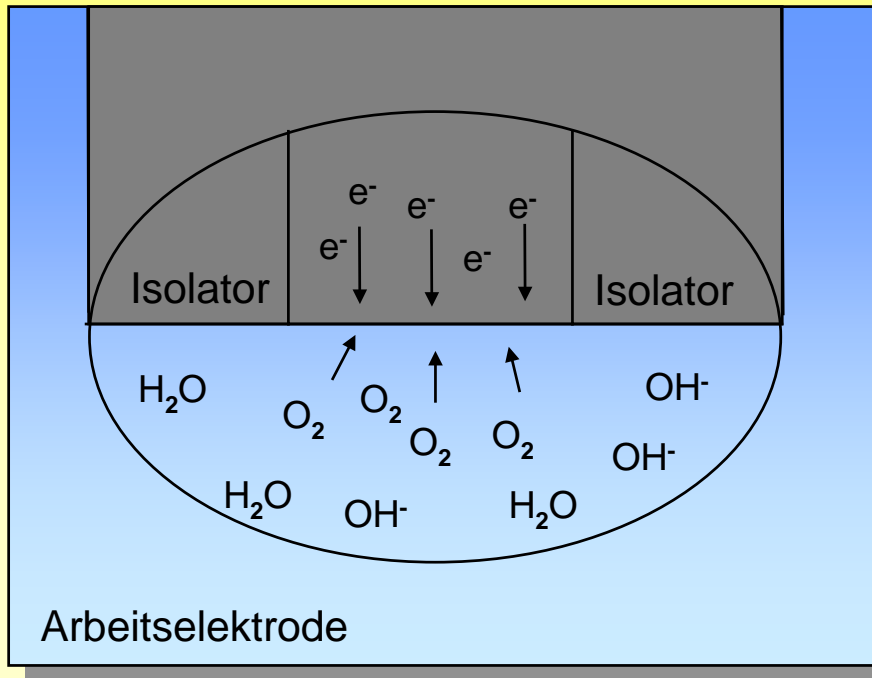 e⁻
e⁻ e⁻
e⁻ e⁻
Isolator Isolator
H₂O O₂ O₂ OH⁻
O₂ O₂
OH⁻
H₂O OH⁻ H₂O
Arbeitselektrode